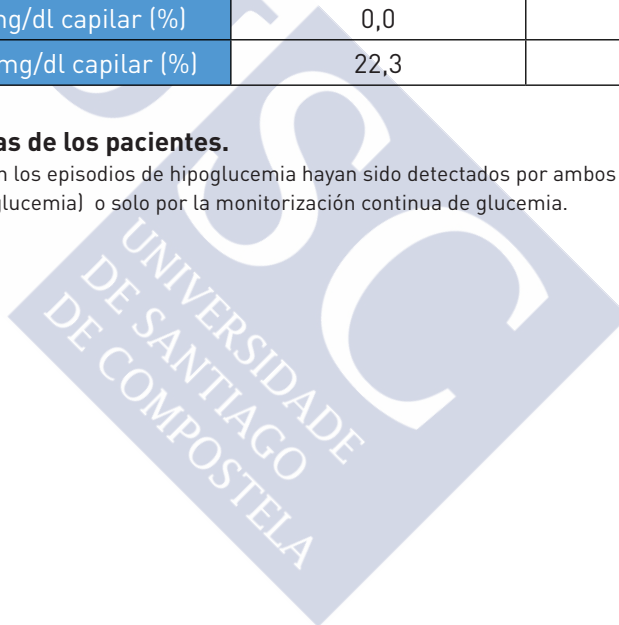 mg/dl capilar (%) 0,0
mg/dl capilar (%) 22,3
as de los pacientes.
n los episodios de hipoglucemia hayan sido detectados por ambos
glucemia) o solo por la monitorización continua de glucemia.
USC
UNIVERSIDADE
DE SANTIAGO
DE COMPOSTELA